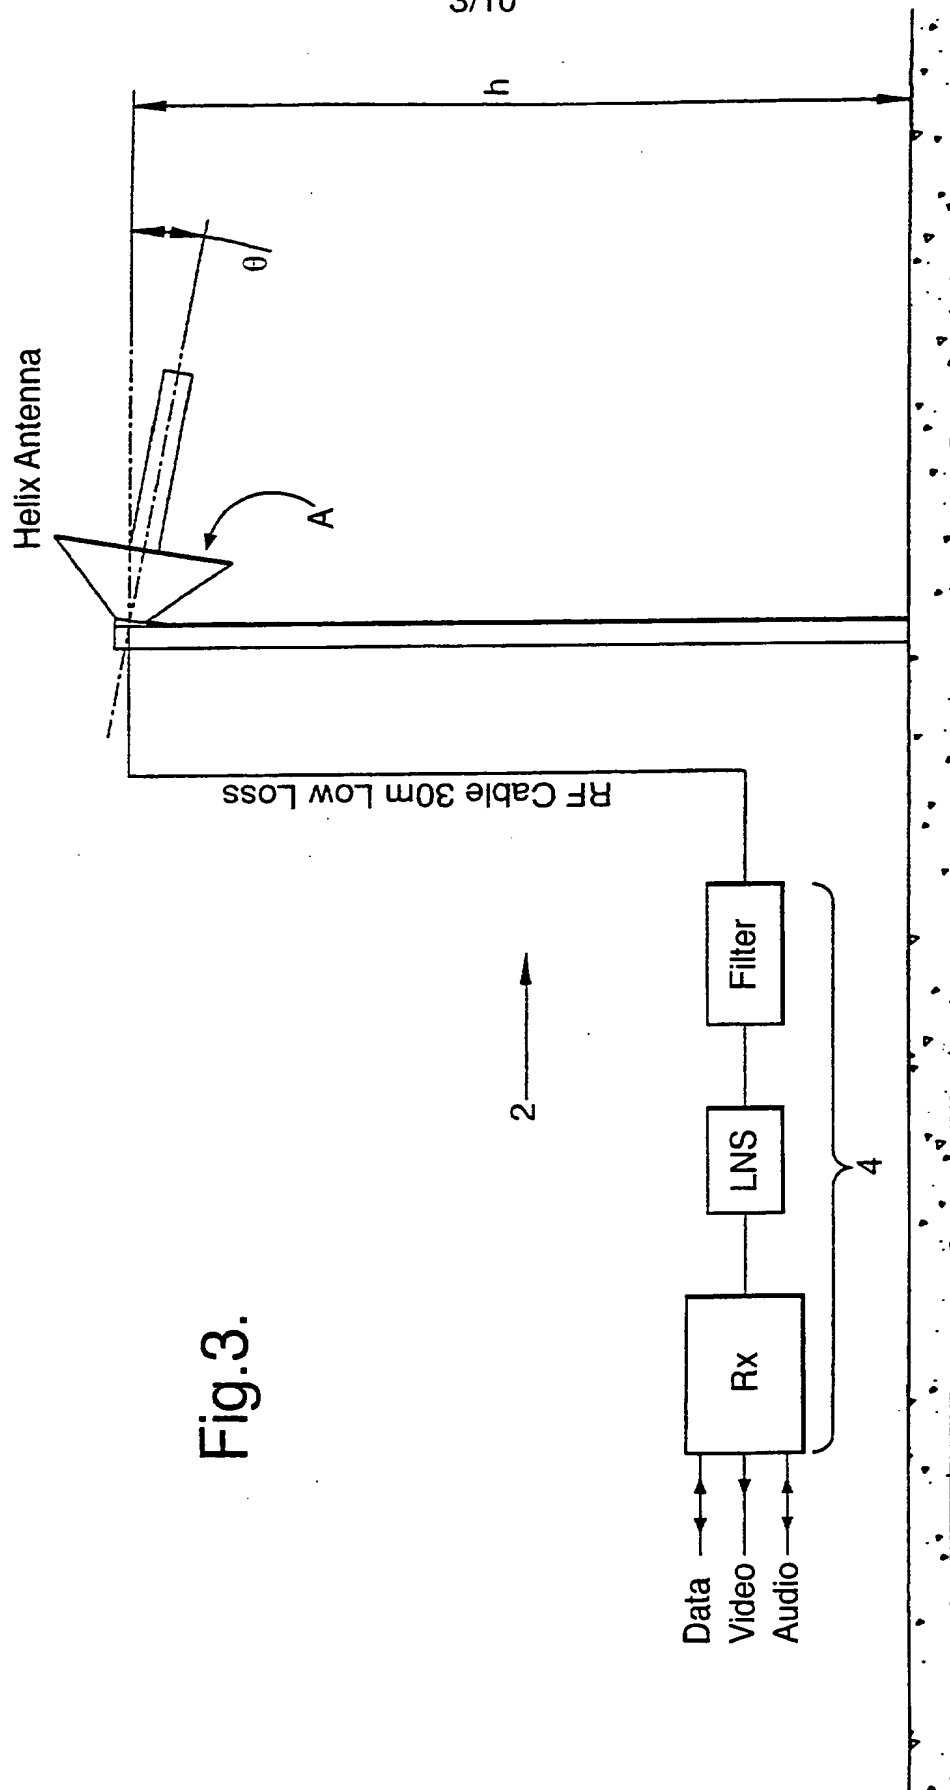 3/10
Helix Antenna
h
θ
A
RF Cable 30m Low Loss
2
Filter
LNS
Rx
4
Data
Video
Audio
Fig.3.